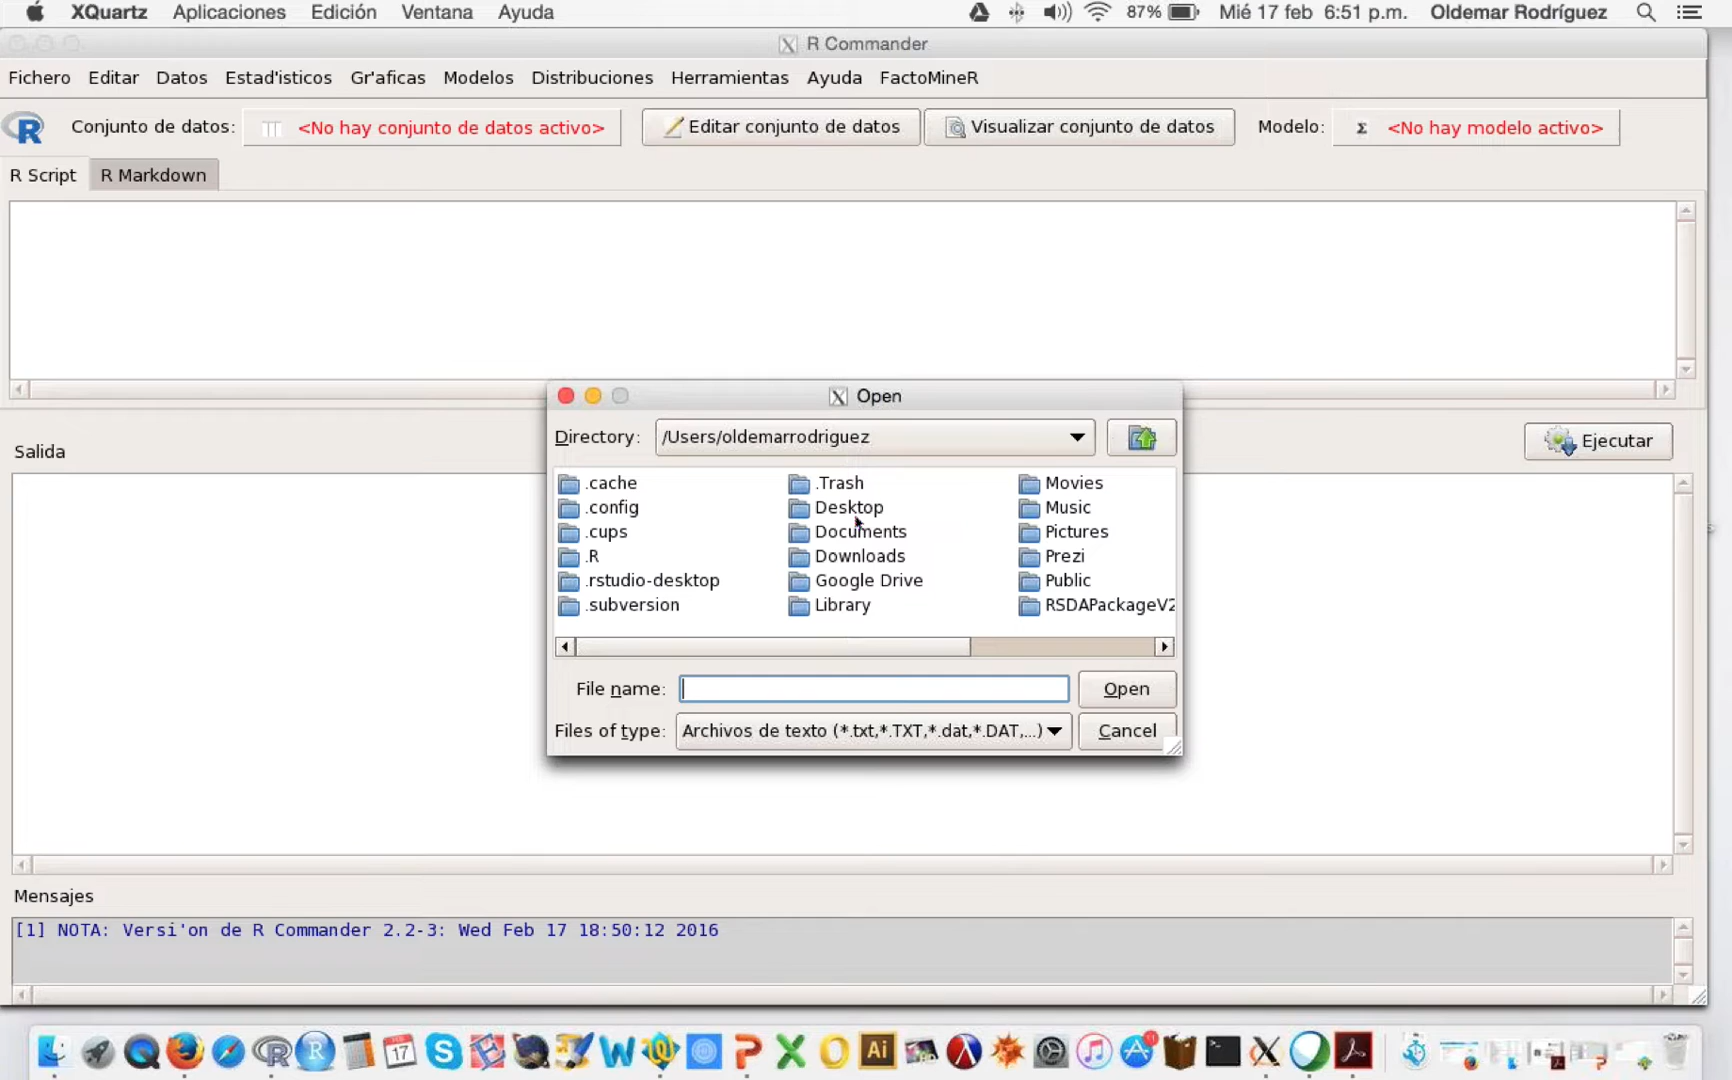 XQuartz Aplicaciones Edición Ventana Ayuda 87% Mié 17 feb 6:51 p.m. Oldemar Rodríguez
R Commander
Fichero Editar Datos Estad'isticos Gr'aficas Modelos Distribuciones Herramientas Ayuda FactoMineR
R Conjunto de datos: <No hay conjunto de datos activo> Editar conjunto de datos Visualizar conjunto de datos Modelo: Σ <No hay modelo activo>
R Script R Markdown
Open
Directory: /Users/oldemarrodriguez
Salida Ejecutar
.cache .Trash Movies
.config Desktop Music
.cups Documents Pictures
.R Downloads Prezi
.rstudio-desktop Google Drive Public
.subversion Library RSDAPackageV2
File name: Open
Files of type: Archivos de texto (*.txt,*.TXT,*.dat,*.DAT,...) Cancel
Mensajes
[1] NOTA: Versi'on de R Commander 2.2-3: Wed Feb 17 18:50:12 2016
17 Ai